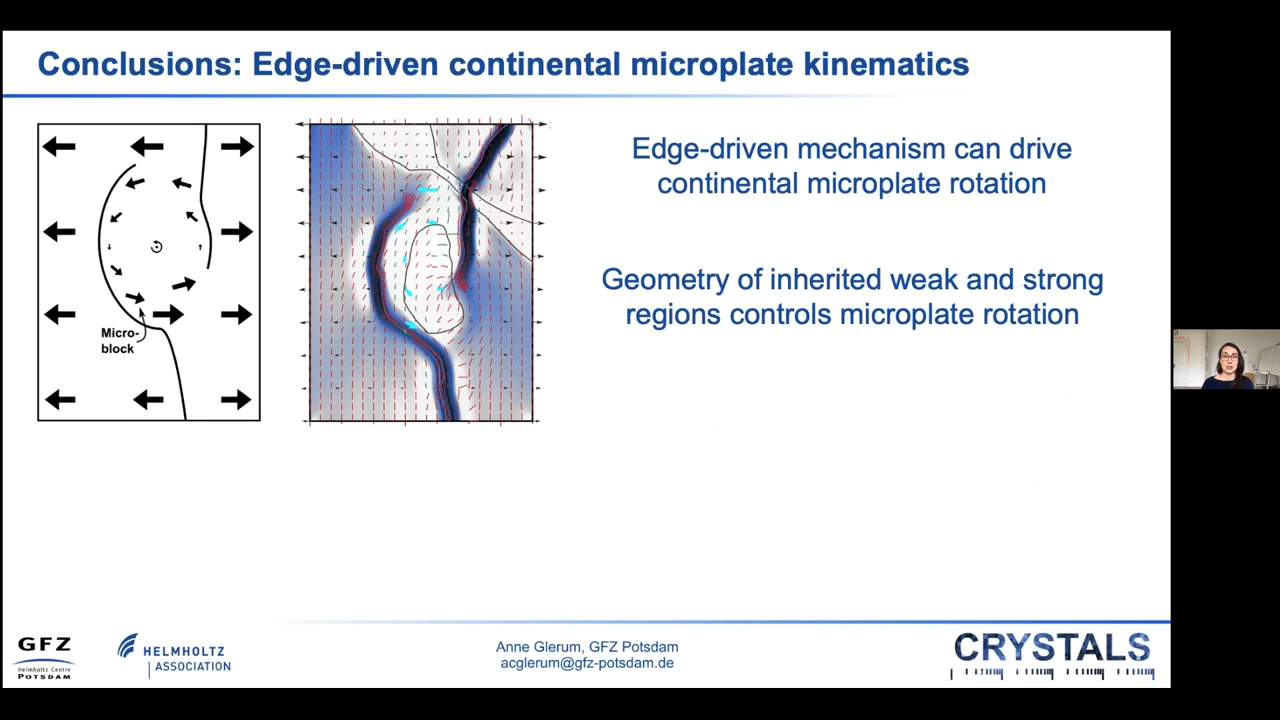 Conclusions: Edge-driven continental microplate kinematics
Micro-
block
Edge-driven mechanism can drive
continental microplate rotation
Geometry of inherited weak and strong
regions controls microplate rotation
GFZ
Helmholtz Centre
POTSDAM
HELMHOLTZ
ASSOCIATION
Anne Glerum, GFZ Potsdam
acglerum@gfz-potsdam.de
CRYSTALS